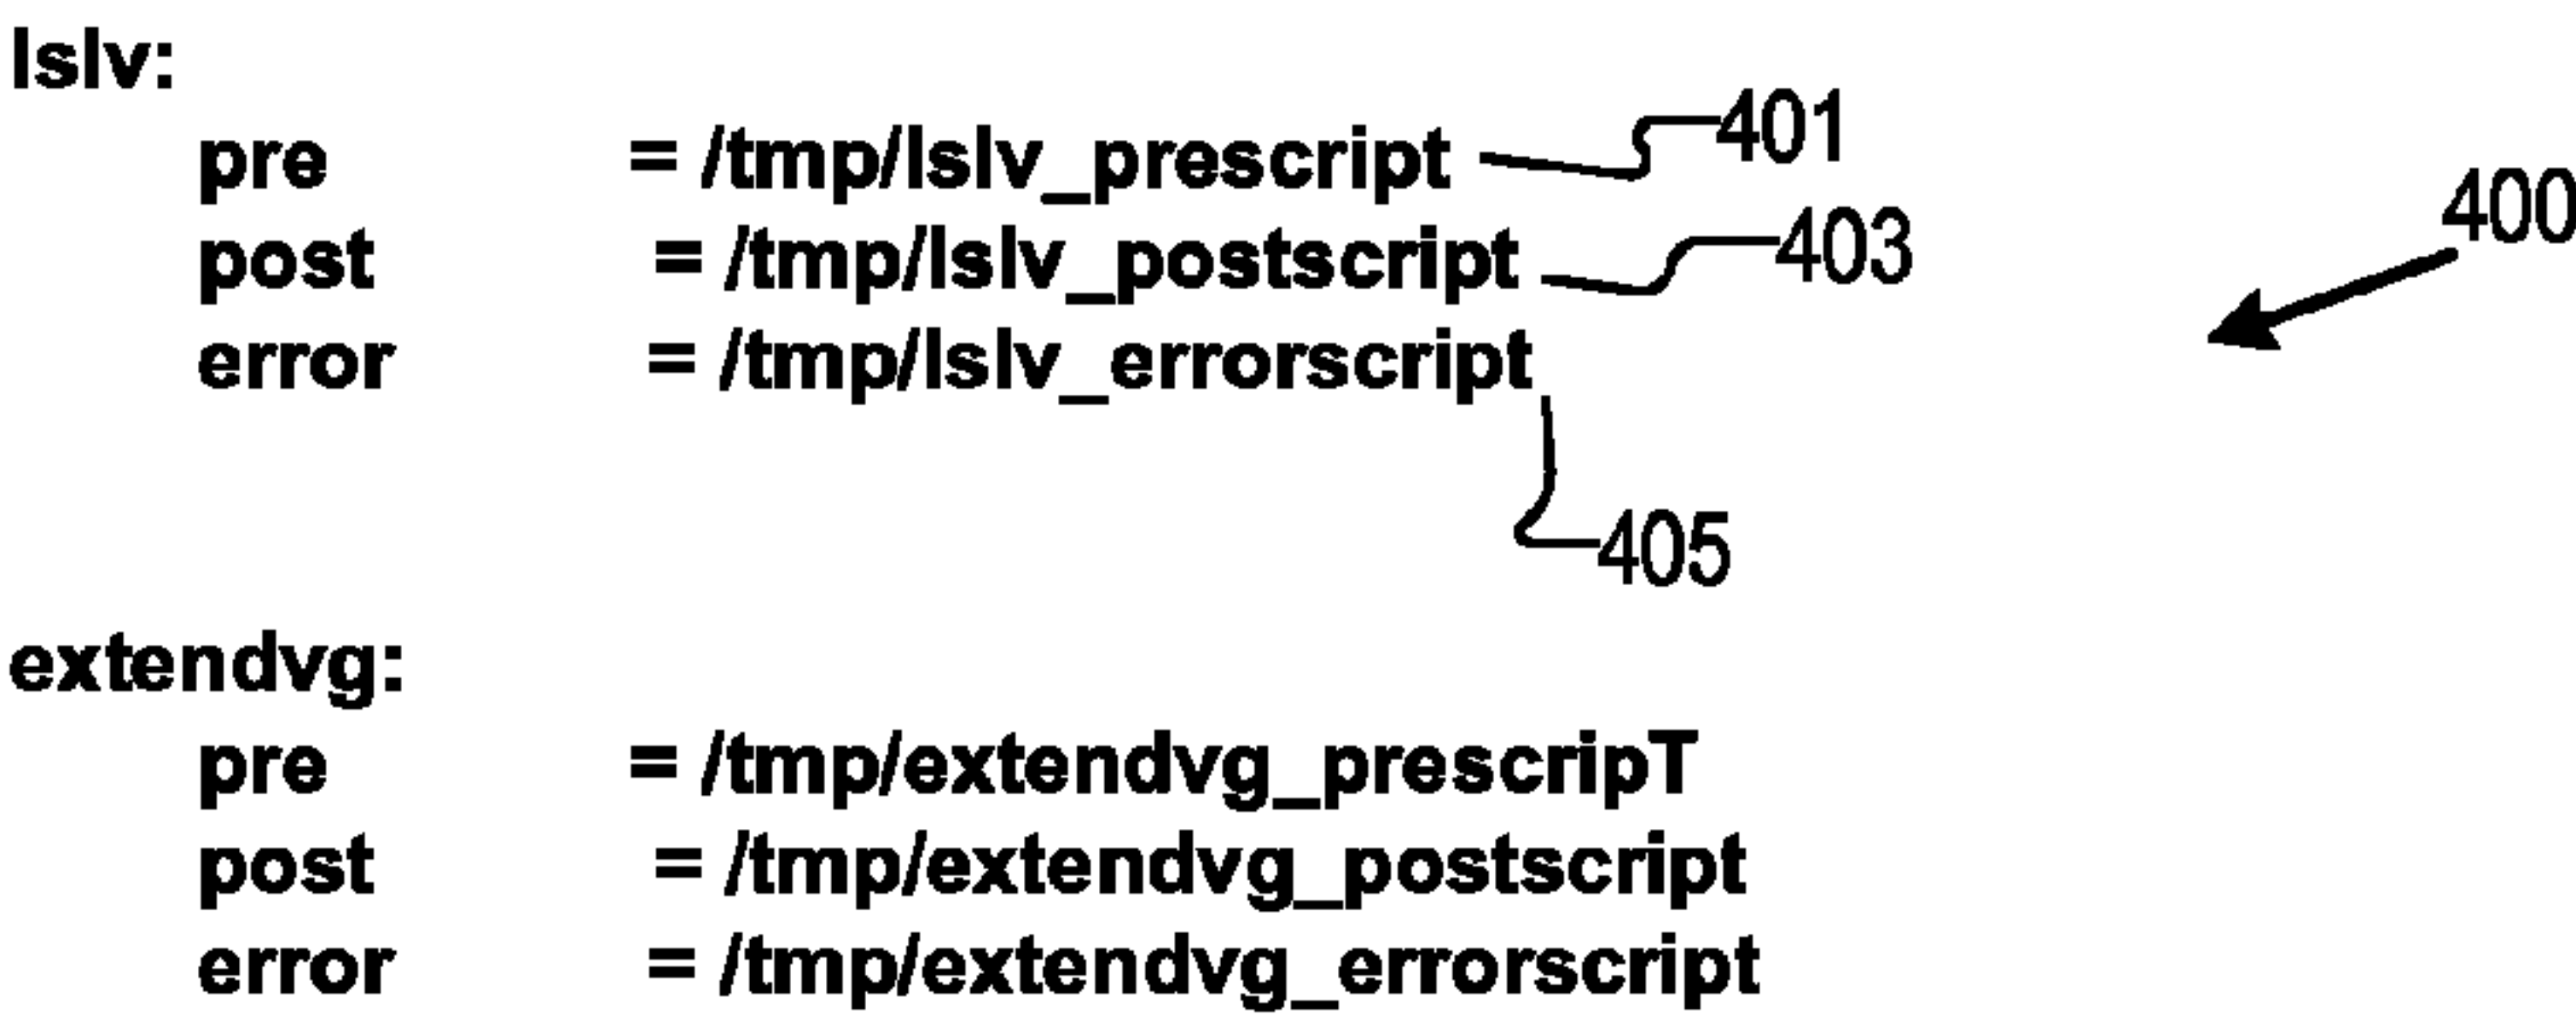 lslv:
pre = /tmp/lslv_prescript 401
400
post = /tmp/lslv_postscript 403
error = /tmp/lslv_errorscript
405
extendvg:
pre = /tmp/extendvg_prescripT
post = /tmp/extendvg_postscript
error = /tmp/extendvg_errorscript